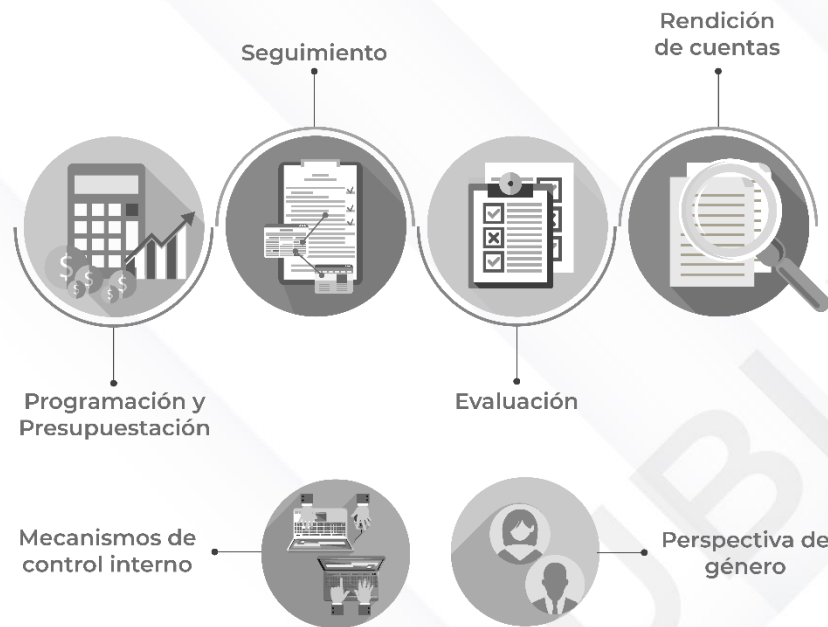 Rendición
de cuentas
Seguimiento
Programación y
Presupuestación
Evaluación
Mecanismos de
control interno
Perspectiva de
género